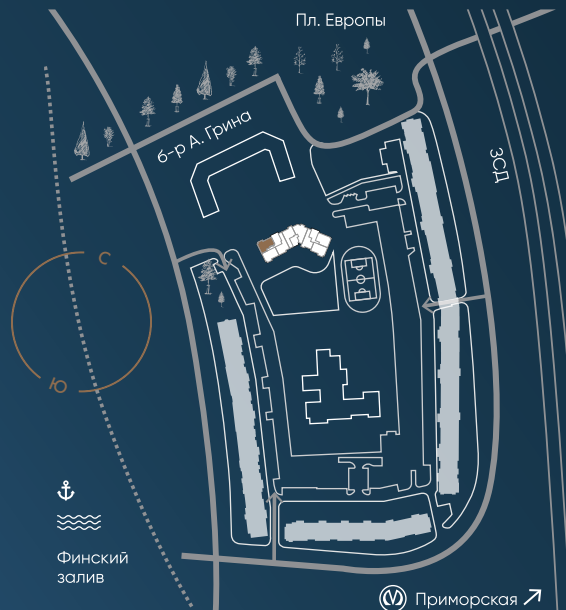 Пл. Европы
б-р А. Грина
ЗСД
С
Ю
Финский
залив
Приморская